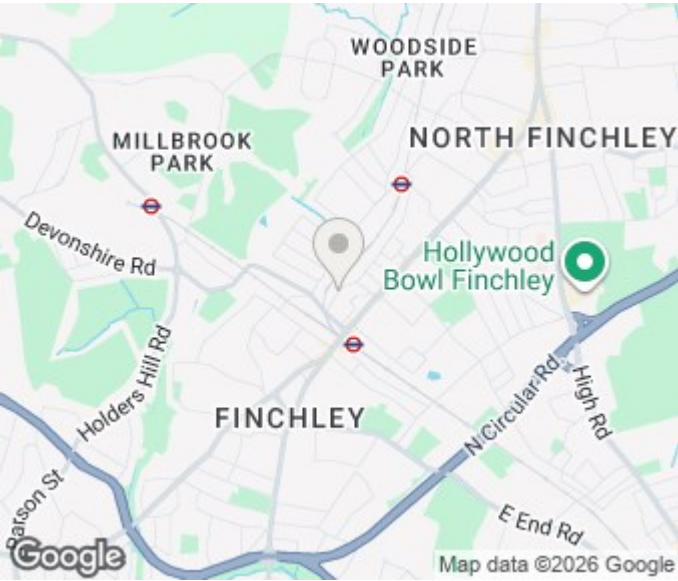 WOODSIDE
PARK
MILLBROOK
PARK
NORTH FINCHLEY
Devonshire Rd
Hollywood
Bowl Finchley
Holders Hill Rd
FINCHLEY
N Circular Rd
High Rd
Parson St
E End Rd
Google
Map data ©2026 Google